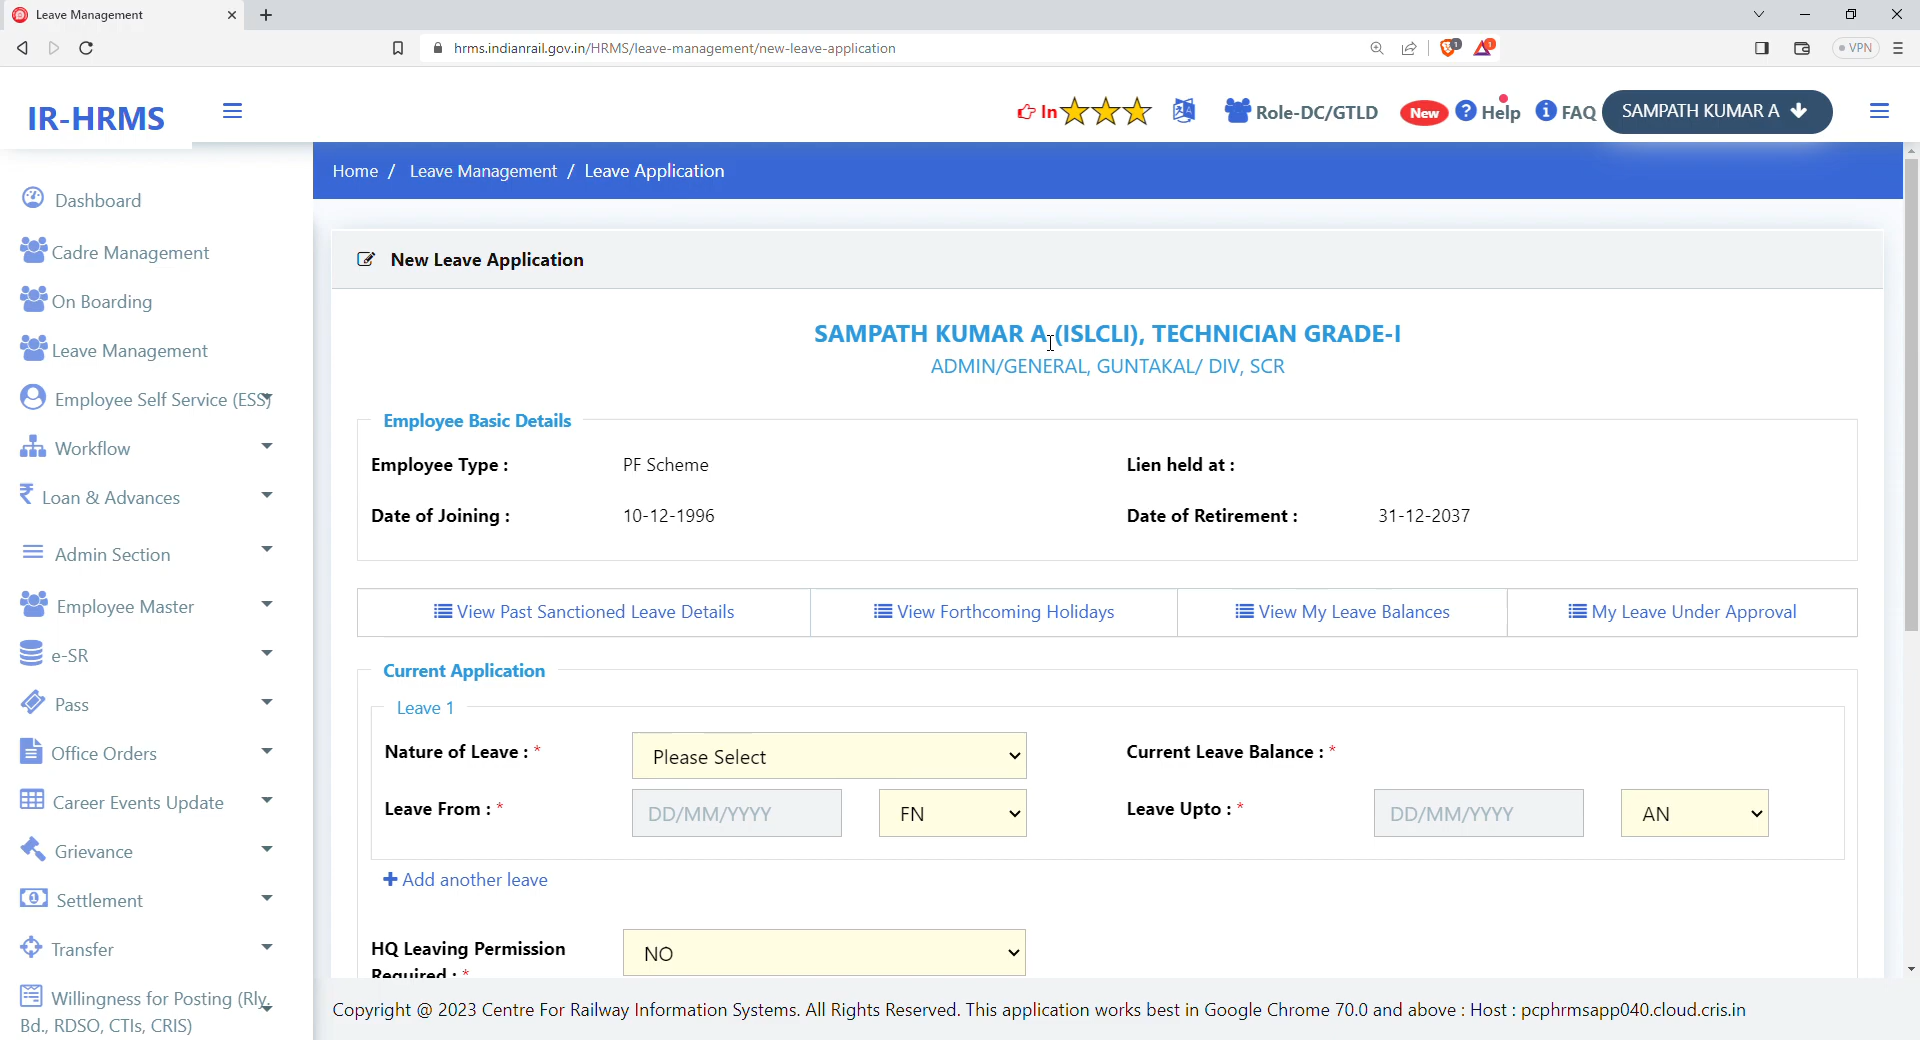 Leave Management
hrms.indianrail.gov.in/HRMS/leave-management/new-leave-application
VPN
IR-HRMS
In
Role-DC/GTLD
New
Help
FAQ
SAMPATH KUMAR A
Home / Leave Management / Leave Application
Dashboard
Cadre Management
On Boarding
Leave Management
Employee Self Service (ESS)
Workflow
Loan & Advances
Admin Section
Employee Master
e-SR
Pass
Office Orders
Career Events Update
Grievance
Settlement
Transfer
Willingness for Posting (Rly.
Bd., RDSO, CTIs, CRIS)
New Leave Application
SAMPATH KUMAR A (ISLCLI), TECHNICIAN GRADE-I
ADMIN/GENERAL, GUNTAKAL/ DIV, SCR
Employee Basic Details
Employee Type : PF Scheme Lien held at :
Date of Joining : 10-12-1996 Date of Retirement : 31-12-2037
View Past Sanctioned Leave Details View Forthcoming Holidays View My Leave Balances My Leave Under Approval
Current Application
Leave 1
Nature of Leave : * Please Select Current Leave Balance : *
Leave From : * DD/MM/YYYY FN Leave Upto : * DD/MM/YYYY AN
+ Add another leave
HQ Leaving Permission NO
Required : *
Copyright @ 2023 Centre For Railway Information Systems. All Rights Reserved. This application works best in Google Chrome 70.0 and above : Host : pcphrmsapp040.cloud.cris.in